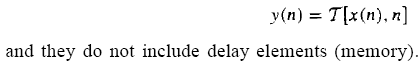 y(n) = 𝒯[x(n), n]
and they do not include delay elements (memory).